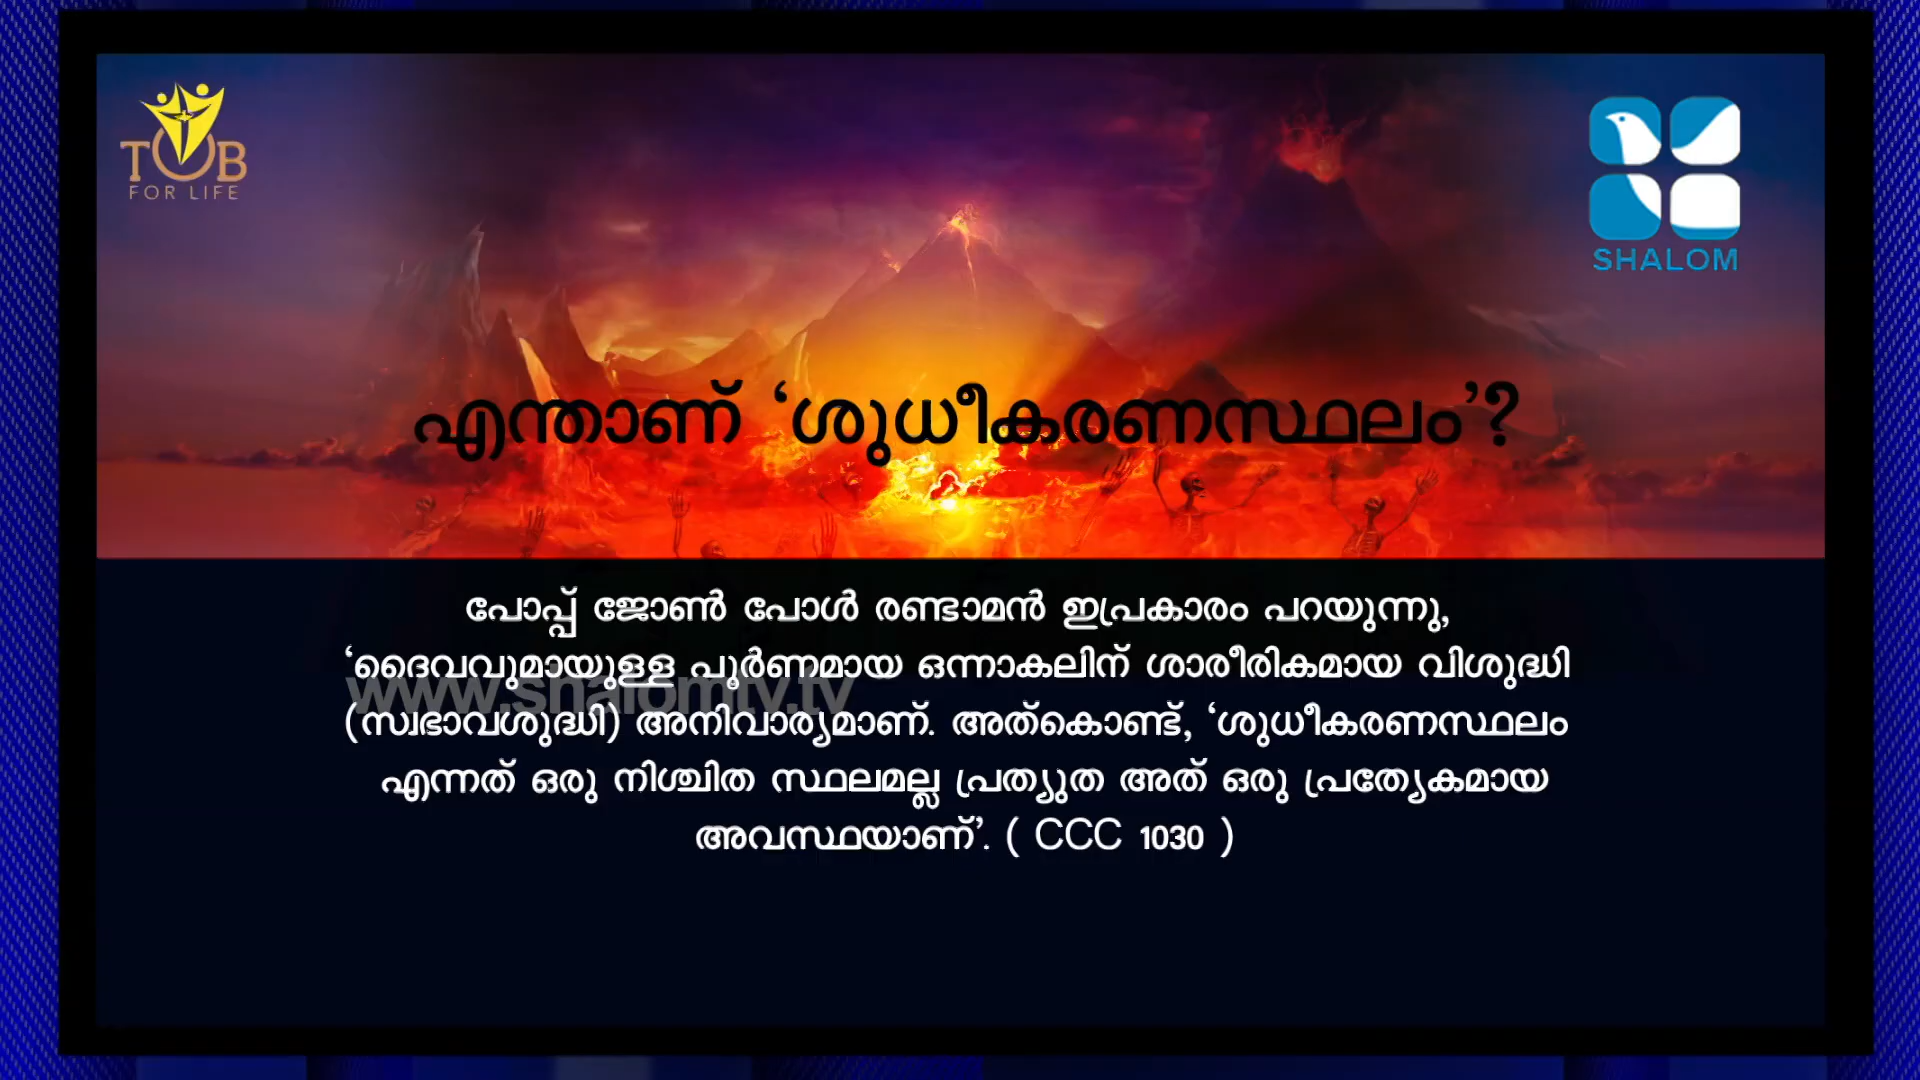 TOB
FOR LIFE
SHALOM
എന്താണ് ‘ശുധീകരണസ്ഥലം’?
പോപ്പ് ജോൺ പോൾ രണ്ടാമൻ ഇപ്രകാരം പറയുന്നു,
‘ദൈവവുമായുള്ള പൂർണമായ ഒന്നാകലിന് ശാരീരികമായ വിശുദ്ധി
www.shalomtv.tv
(സ്വഭാവശുദ്ധി) അനിവാര്യമാണ്. അത്കൊണ്ട്, ‘ശുധീകരണസ്ഥലം
എന്നത് ഒരു നിശ്ചിത സ്ഥലമല്ല പ്രത്യുത അത് ഒരു പ്രത്യേകമായ
അവസ്ഥയാണ്’. ( CCC 1030 )